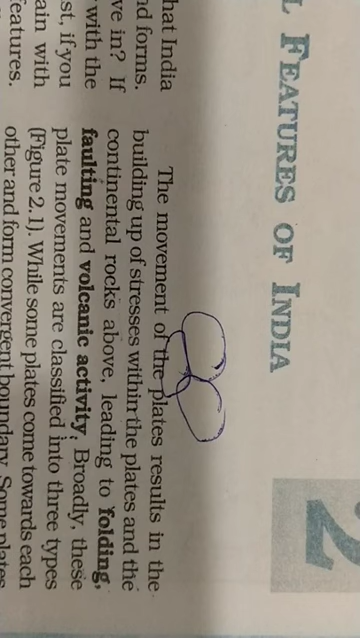 L FEATURES OF INDIA
2
hat India
nd forms.
ve in? If
with the
st, if you
ain with
features.
The movement of the plates results in the
building up of stresses within the plates and the
continental rocks above, leading to folding,
faulting and volcanic activity. Broadly, these
plate movements are classified into three types
(Figure 2.1). While some plates come towards each
other and form convergent boundary. Some plates